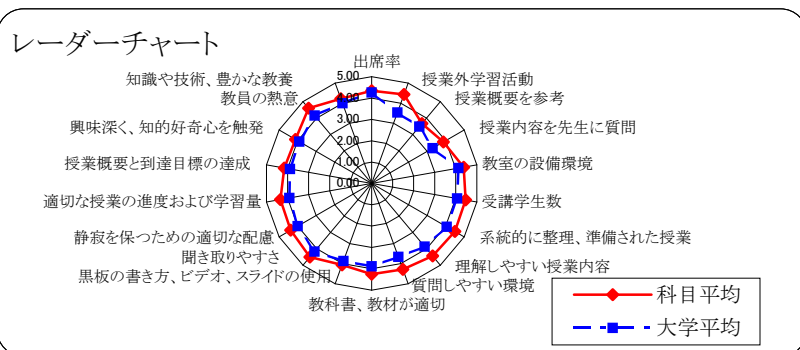 レーダーチャート
出席率
授業外学習活動
授業概要を参考
授業内容を先生に質問
教室の設備環境
受講学生数
系統的に整理、準備された授業
理解しやすい授業内容
質問しやすい環境
教科書、教材が適切
黒板の書き方、ビデオ、スライドの使用
聞き取りやすさ
静寂を保つための適切な配慮
適切な授業の進度および学習量
授業概要と到達目標の達成
興味深く、知的好奇心を触発
教員の熱意
知識や技術、豊かな教養
5.00
4.00
3.00
2.00
1.00
0.00
科目平均
大学平均